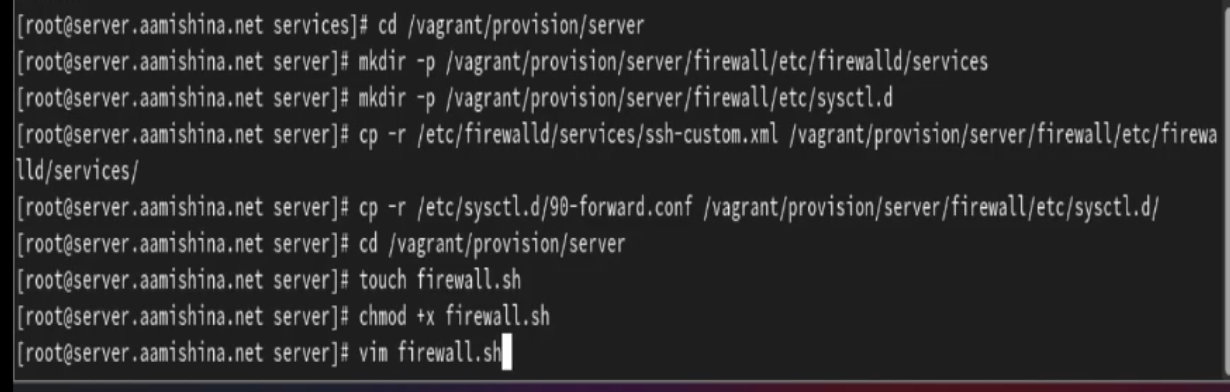 [root@server.aamishina.net services]# cd /vagrant/provision/server
[root@server.aamishina.net server]# mkdir -p /vagrant/provision/server/firewall/etc/firewalld/services
[root@server.aamishina.net server]# mkdir -p /vagrant/provision/server/firewall/etc/sysctl.d
[root@server.aamishina.net server]# cp -r /etc/firewalld/services/ssh-custom.xml /vagrant/provision/server/firewall/etc/firewa
lld/services/
[root@server.aamishina.net server]# cp -r /etc/sysctl.d/90-forward.conf /vagrant/provision/server/firewall/etc/sysctl.d/
[root@server.aamishina.net server]# cd /vagrant/provision/server
[root@server.aamishina.net server]# touch firewall.sh
[root@server.aamishina.net server]# chmod +x firewall.sh
[root@server.aamishina.net server]# vim firewall.sh